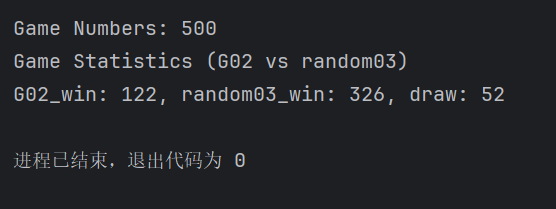 Game Numbers: 500
Game Statistics (G02 vs random03)
G02_win: 122, random03_win: 326, draw: 52
进程已结束，退出代码为 0